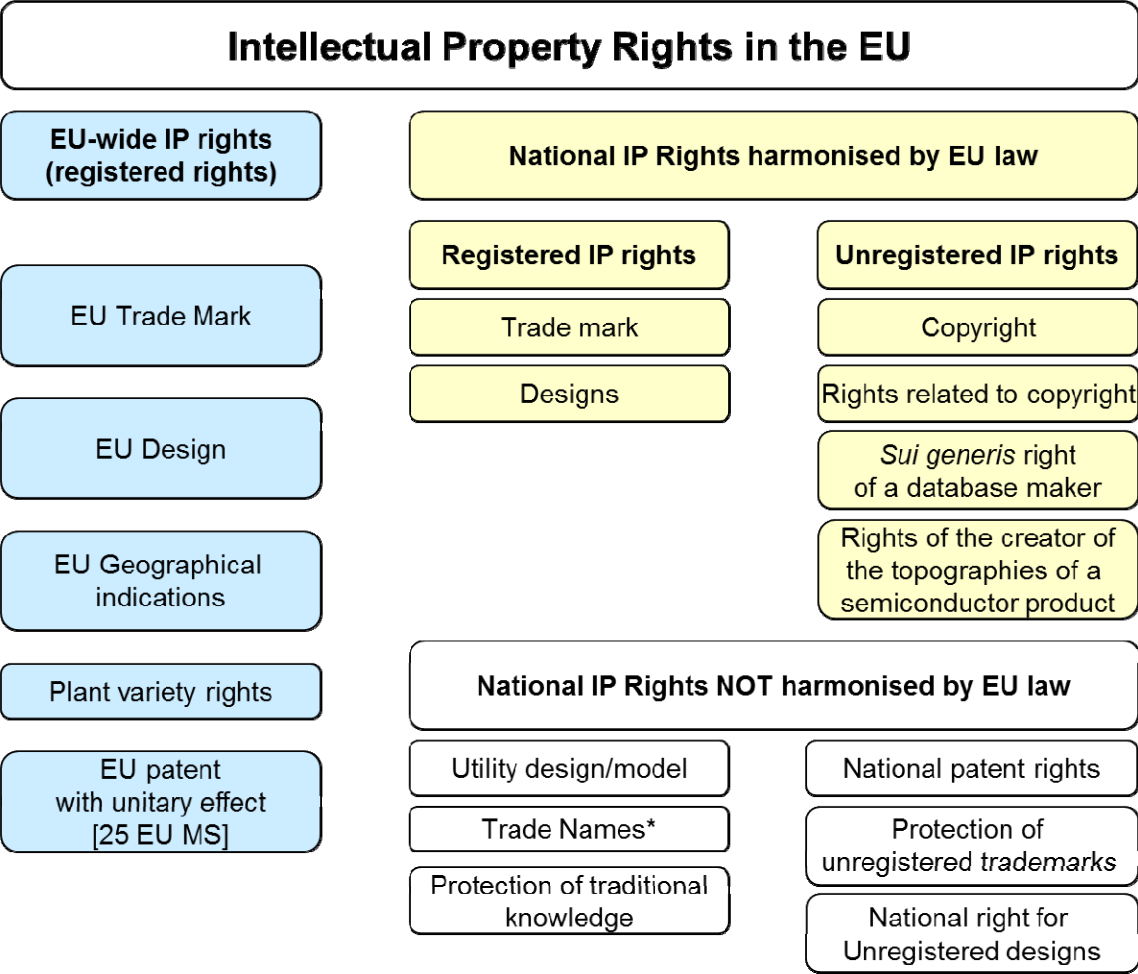 Intellectual Property Rights in the EU
EU-wide IP rights
(registered rights)
EU Trade Mark
EU Design
EU Geographical
indications
Plant variety rights
EU patent
with unitary effect
[25 EU MS]
National IP Rights harmonised by EU law
Registered IP rights
Trade mark
Designs
Unregistered IP rights
Copyright
Rights related to copyright
Sui generis right
of a database maker
Rights of the creator of
the topographies of a
semiconductor product
National IP Rights NOT harmonised by EU law
Utility design/model
Trade Names*
Protection of traditional
knowledge
National patent rights
Protection of
unregistered trademarks
National right for
Unregistered designs